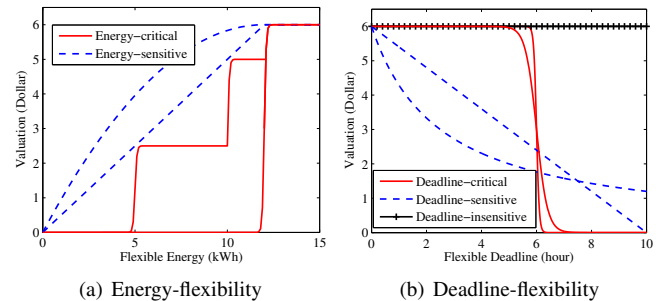 6
5
4
3
2
1
0
Valuation (Dollar)
Energy−critical
Energy−sensitive
0 5 10 15
Flexible Energy (kWh)
(a) Energy-flexibility
6
5
4
3
2
1
0
Valuation (Dollar)
Deadline−critical
Deadline−sensitive
Deadline−insensitive
0 2 4 6 8 10
Flexible Deadline (hour)
(b) Deadline-flexibility